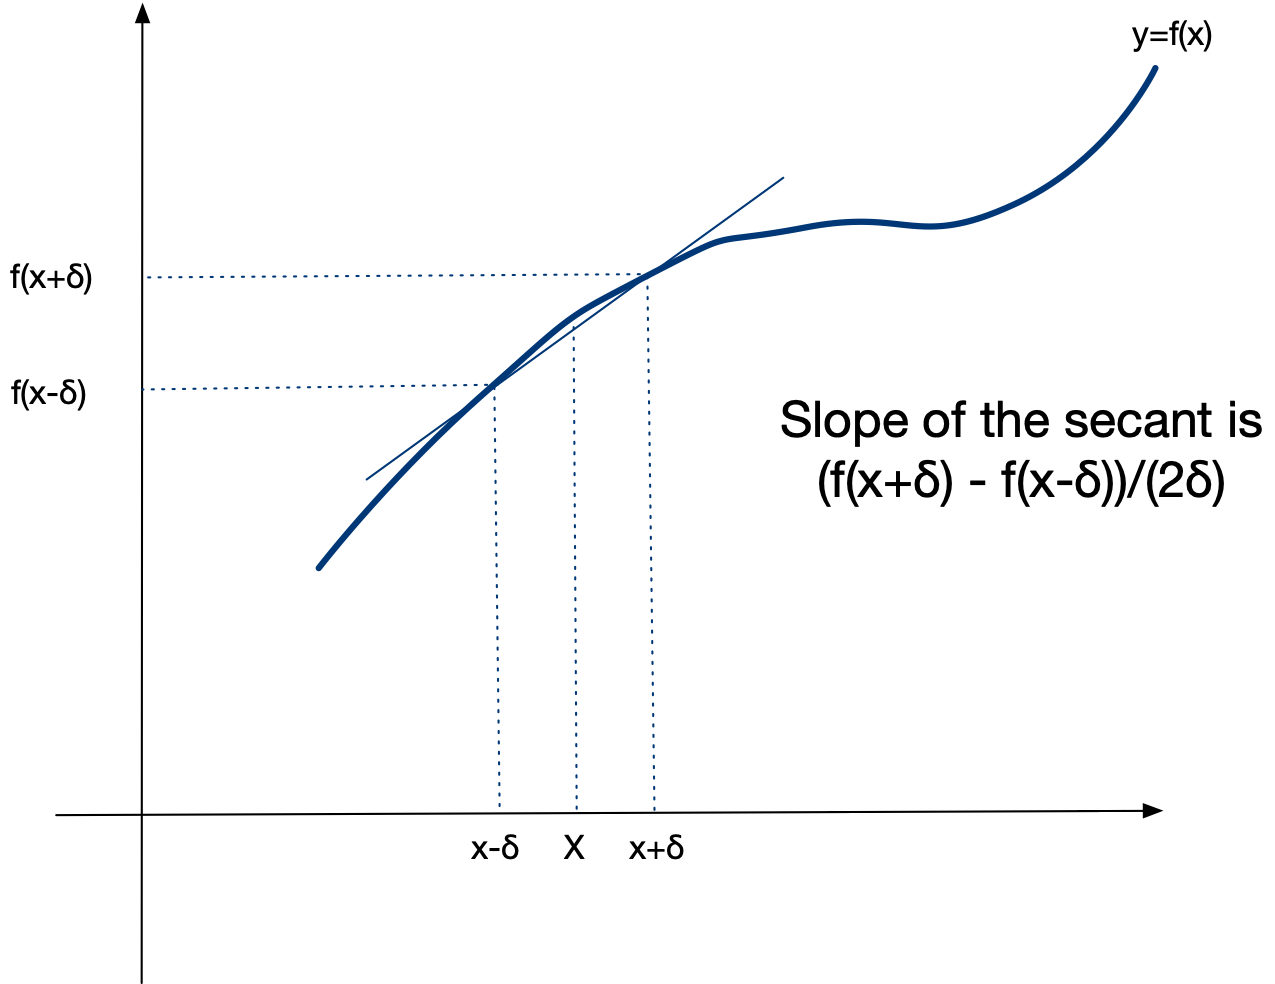 y=f(x)
f(x+δ)
f(x-δ)
Slope of the secant is
(f(x+δ) - f(x-δ))/(2δ)
x-δ
X
x+δ